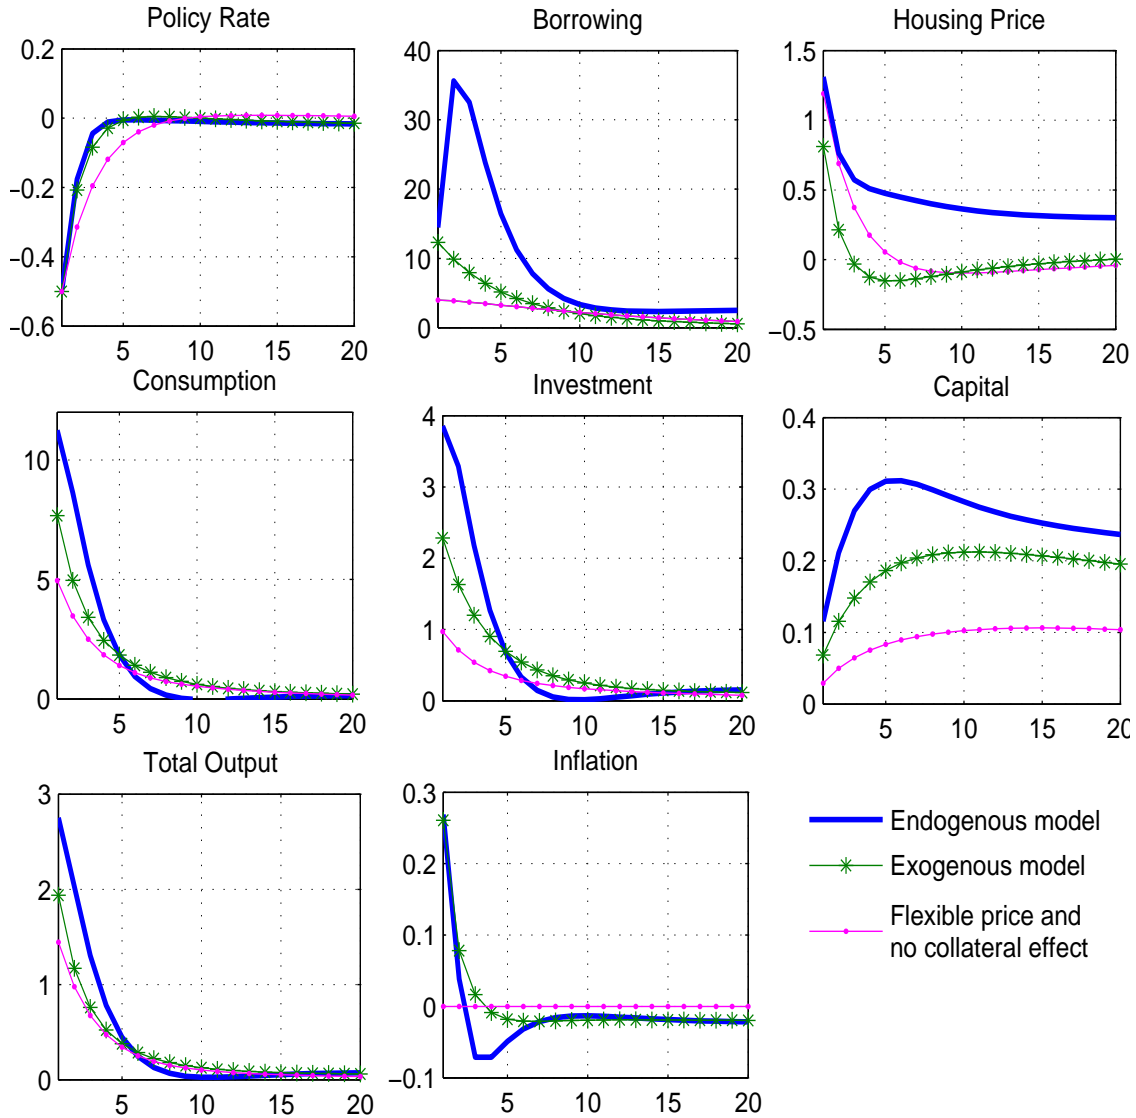 Policy Rate
Borrowing
Housing Price
0.2
0
−0.2
−0.4
−0.6
5 10 15 20
40
30
20
10
0
5 10 15 20
1.5
1
0.5
0
−0.5
5 10 15 20
Consumption
Investment
Capital
10
5
0
5 10 15 20
4
3
2
1
0
5 10 15 20
0.4
0.3
0.2
0.1
0
5 10 15 20
Total Output
Inflation
3
2
1
0
5 10 15 20
0.3
0.2
0.1
0
−0.1
5 10 15 20
Endogenous model
Exogenous model
Flexible price and
no collateral effect